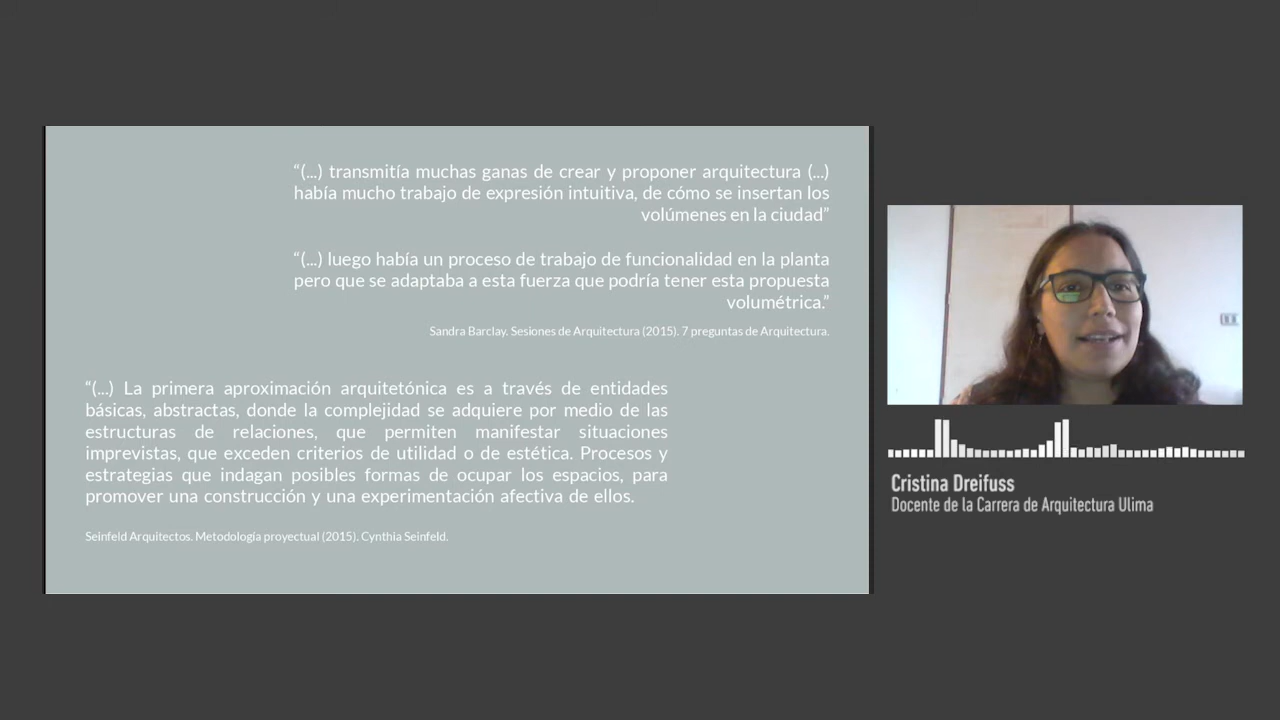 “(...) transmitía muchas ganas de crear y proponer arquitectura (...)
había mucho trabajo de expresión intuitiva, de cómo se insertan los
volúmenes en la ciudad”
“(...) luego había un proceso de trabajo de funcionalidad en la planta
pero que se adaptaba a esta fuerza que podría tener esta propuesta
volumétrica.”
Sandra Barclay. Sesiones de Arquitectura (2015). 7 preguntas de Arquitectura.
“(...) La primera aproximación arquitetónica es a través de entidades
básicas, abstractas, donde la complejidad se adquiere por medio de las
estructuras de relaciones, que permiten manifestar situaciones
imprevistas, que exceden criterios de utilidad o de estética. Procesos y
estrategias que indagan posibles formas de ocupar los espacios, para
promover una construcción y una experimentación afectiva de ellos.
Seinfeld Arquitectos. Metodología proyectual (2015). Cynthia Seinfeld.
Cristina Dreifuss
Docente de la Carrera de Arquitectura Ulima